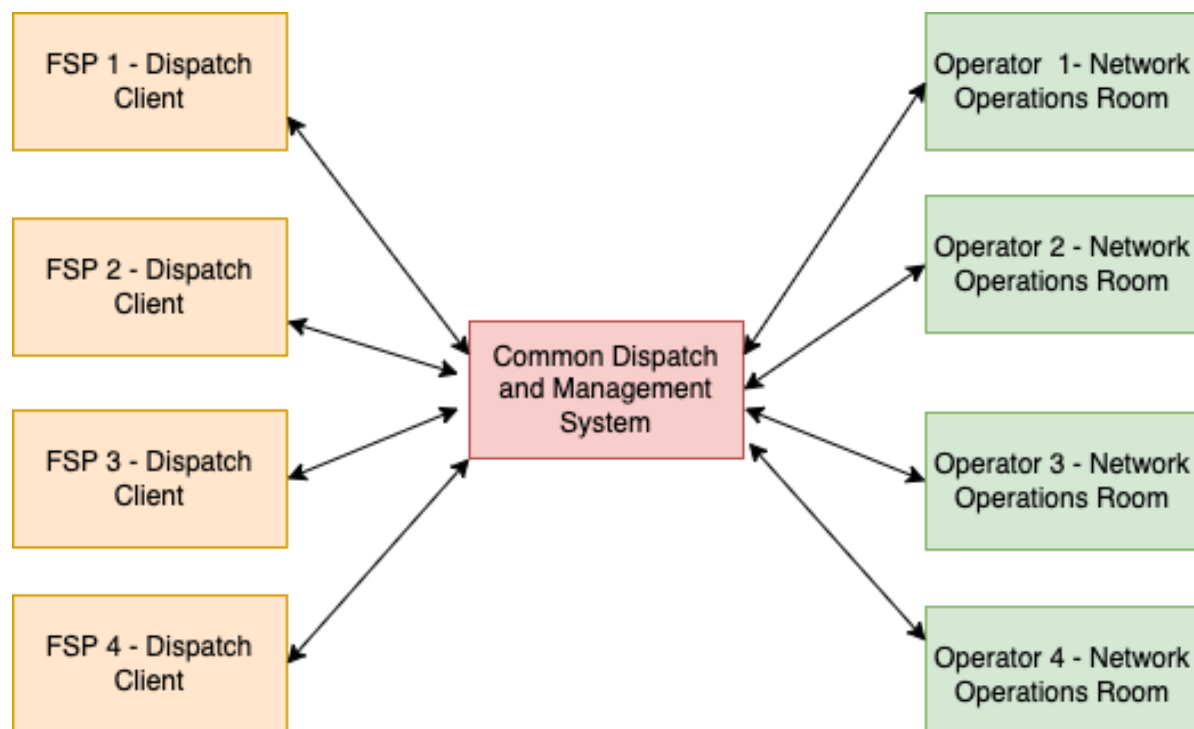 FSP 1 - Dispatch
Client
FSP 2 - Dispatch
Client
FSP 3 - Dispatch
Client
FSP 4 - Dispatch
Client
Common Dispatch
and Management
System
Operator 1- Network
Operations Room
Operator 2 - Network
Operations Room
Operator 3 - Network
Operations Room
Operator 4 - Network
Operations Room